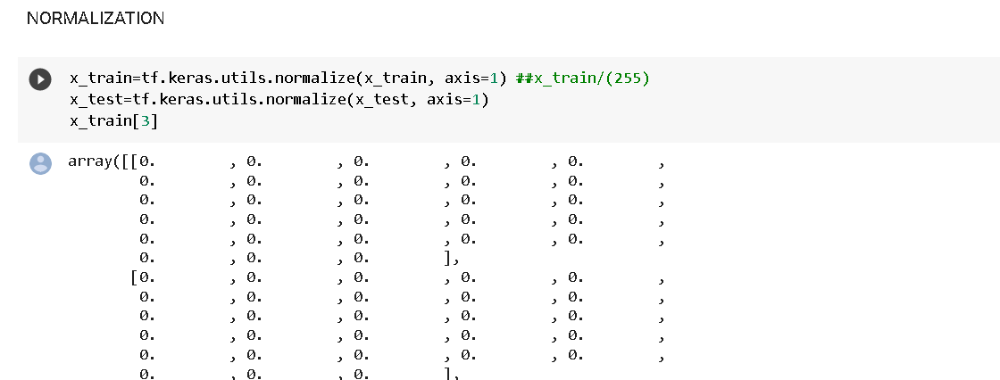 NORMALIZATION
x_train=tf.keras.utils.normalize(x_train, axis=1) ##x_train/(255)
x_test=tf.keras.utils.normalize(x_test, axis=1)
x_train[3]
array([[0.        , 0.        , 0.        , 0.        , 0.        ,
        0.        , 0.        , 0.        , 0.        , 0.        ,
        0.        , 0.        , 0.        , 0.        , 0.        ,
        0.        , 0.        , 0.        , 0.        , 0.        ,
        0.        , 0.        , 0.        , 0.        , 0.        ,
        0.        , 0.        , 0.        ],
       [0.        , 0.        , 0.        , 0.        , 0.        ,
        0.        , 0.        , 0.        , 0.        , 0.        ,
        0.        , 0.        , 0.        , 0.        , 0.        ,
        0.        , 0.        , 0.        , 0.        , 0.        ,
        0.        , 0.        , 0.        , 0.        , 0.        ,
        0.        , 0.        , 0.        ],